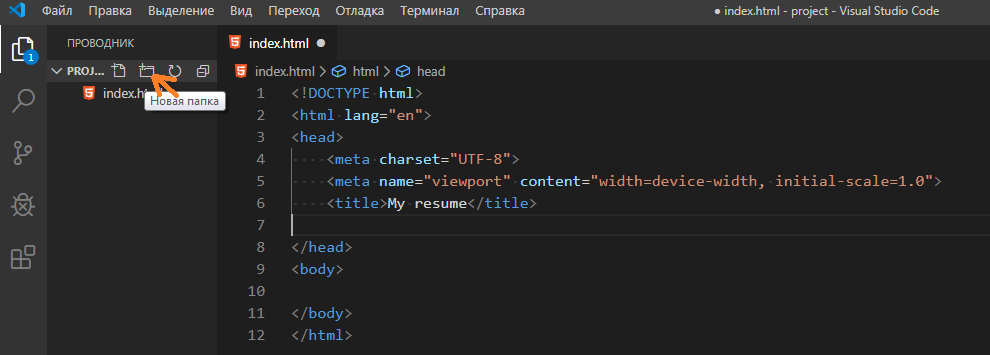 Файл Правка Выделение Вид Переход Отладка Терминал Справка ● index.html - project - Visual Studio Code
ПРОВОДНИК
index.html ●
1
PROJ...
index.html > html > head
index.ht
Новая папка
1 <!DOCTYPE html>
2 <html lang="en">
3 <head>
4 ····<meta charset="UTF-8">
5 ····<meta name="viewport" content="width=device-width, initial-scale=1.0">
6 ····<title>My resume</title>
7
8 </head>
9 <body>
10
11 </body>
12 </html>